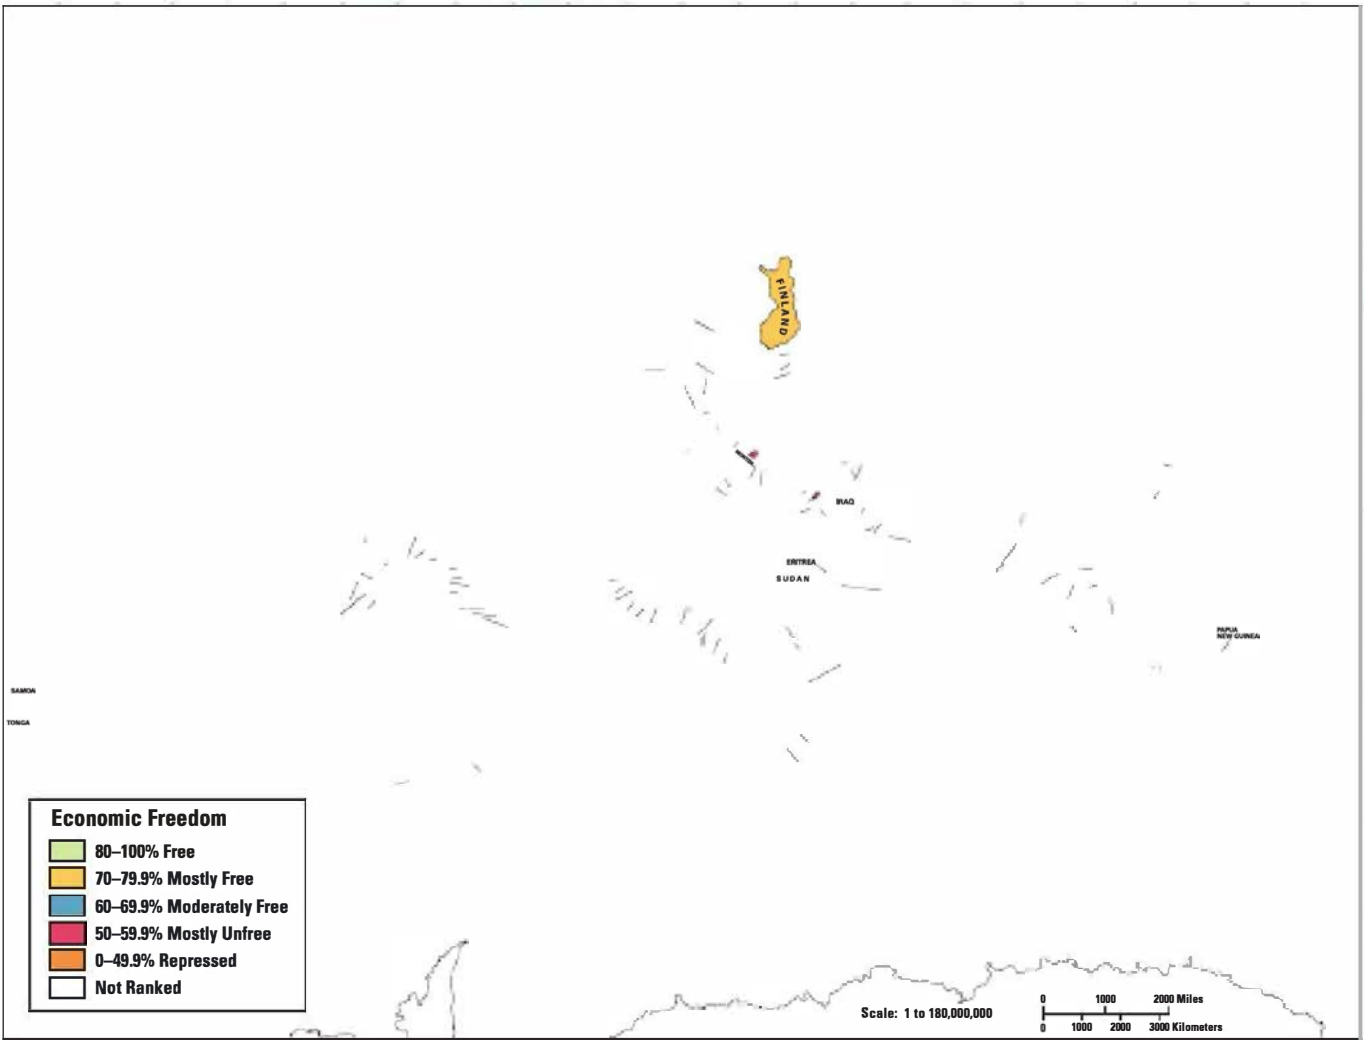 FINLAND
IRAQ
ERITREA
SUDAN
PAPUA
NEW GUINEA
SAMOA
TONGA
Economic Freedom
80–100% Free
70–79.9% Mostly Free
60–69.9% Moderately Free
50–59.9% Mostly Unfree
0–49.9% Repressed
Not Ranked
Scale: 1 to 180,000,000
0 1000 2000 Miles
0 1000 2000 3000 Kilometers